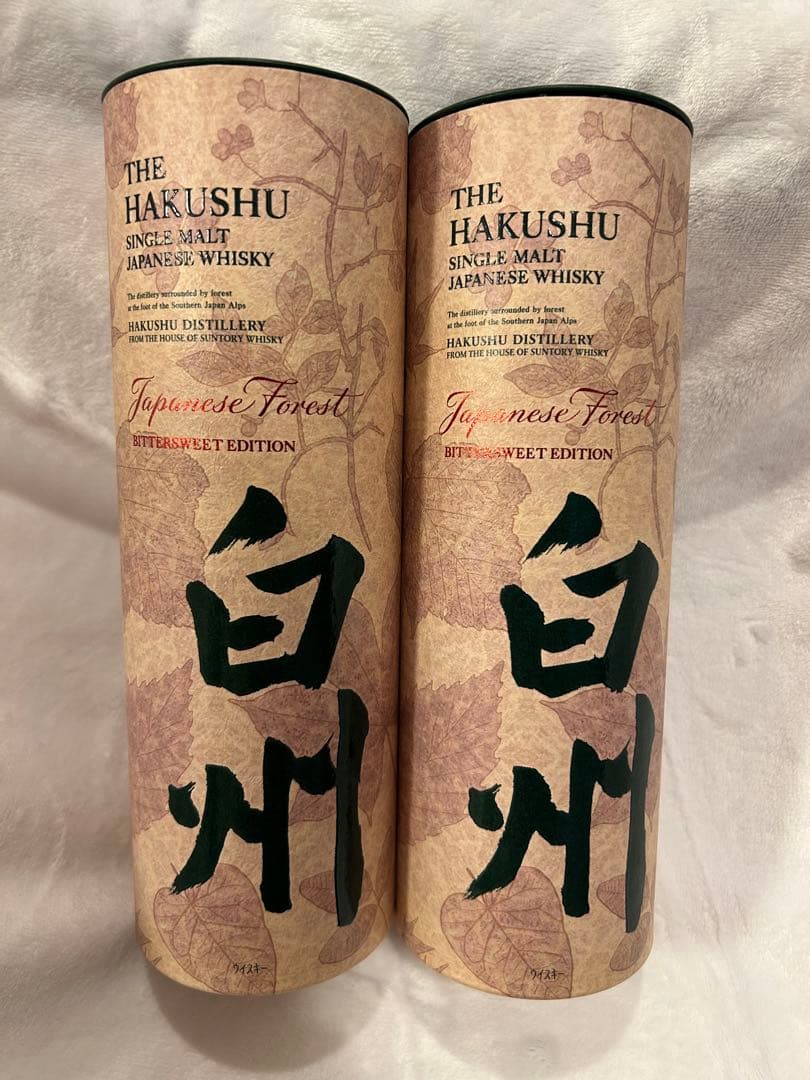 THE
HAKUSHU
SINGLE MALT
JAPANESE WHISKY
The distillery surrounded by forest
at the foot of the Southern Japan Alps
HAKUSHU DISTILLERY
FROM THE HOUSE OF SUNTORY WHISKY
Japanese Forest
BITTERSWEET EDITION
白州
ウイスキー
THE
HAKUSHU
SINGLE MALT
JAPANESE WHISKY
The distillery surrounded by forest
at the foot of the Southern Japan Alps
HAKUSHU DISTILLERY
FROM THE HOUSE OF SUNTORY WHISKY
Japanese Forest
BITTERSWEET EDITION
白州
ウイスキー